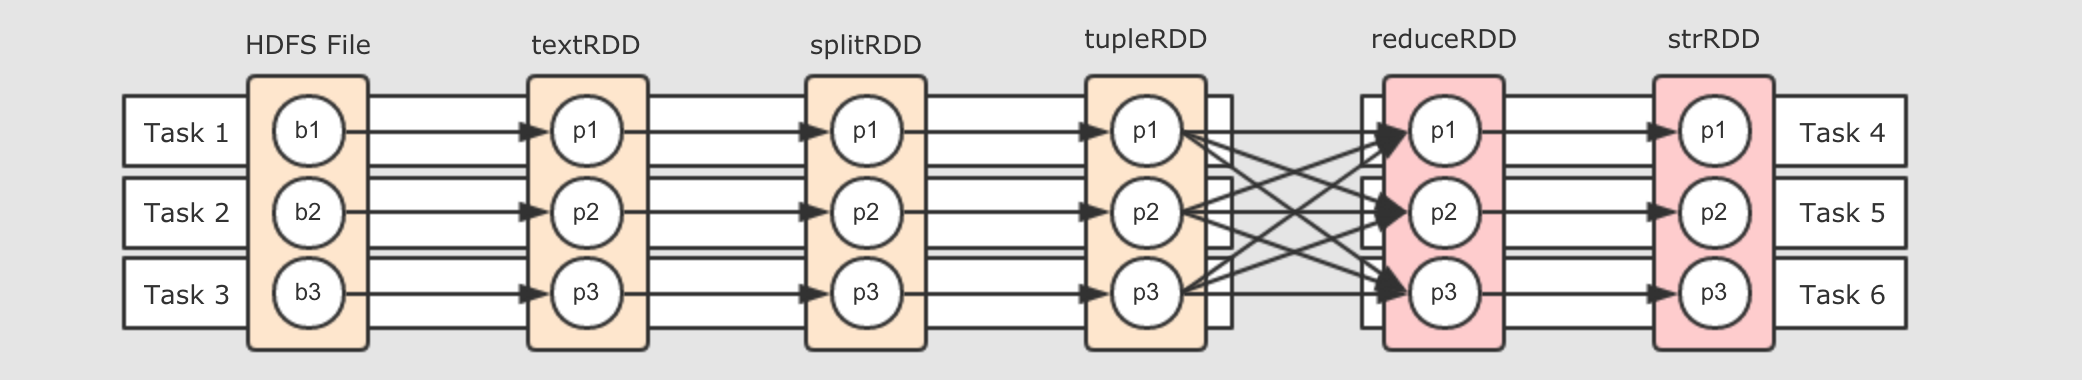 HDFS File textRDD splitRDD tupleRDD reduceRDD strRDD
Task 1 b1 p1 p1 p1 p1 p1 Task 4
Task 2 b2 p2 p2 p2 p2 p2 Task 5
Task 3 b3 p3 p3 p3 p3 p3 Task 6